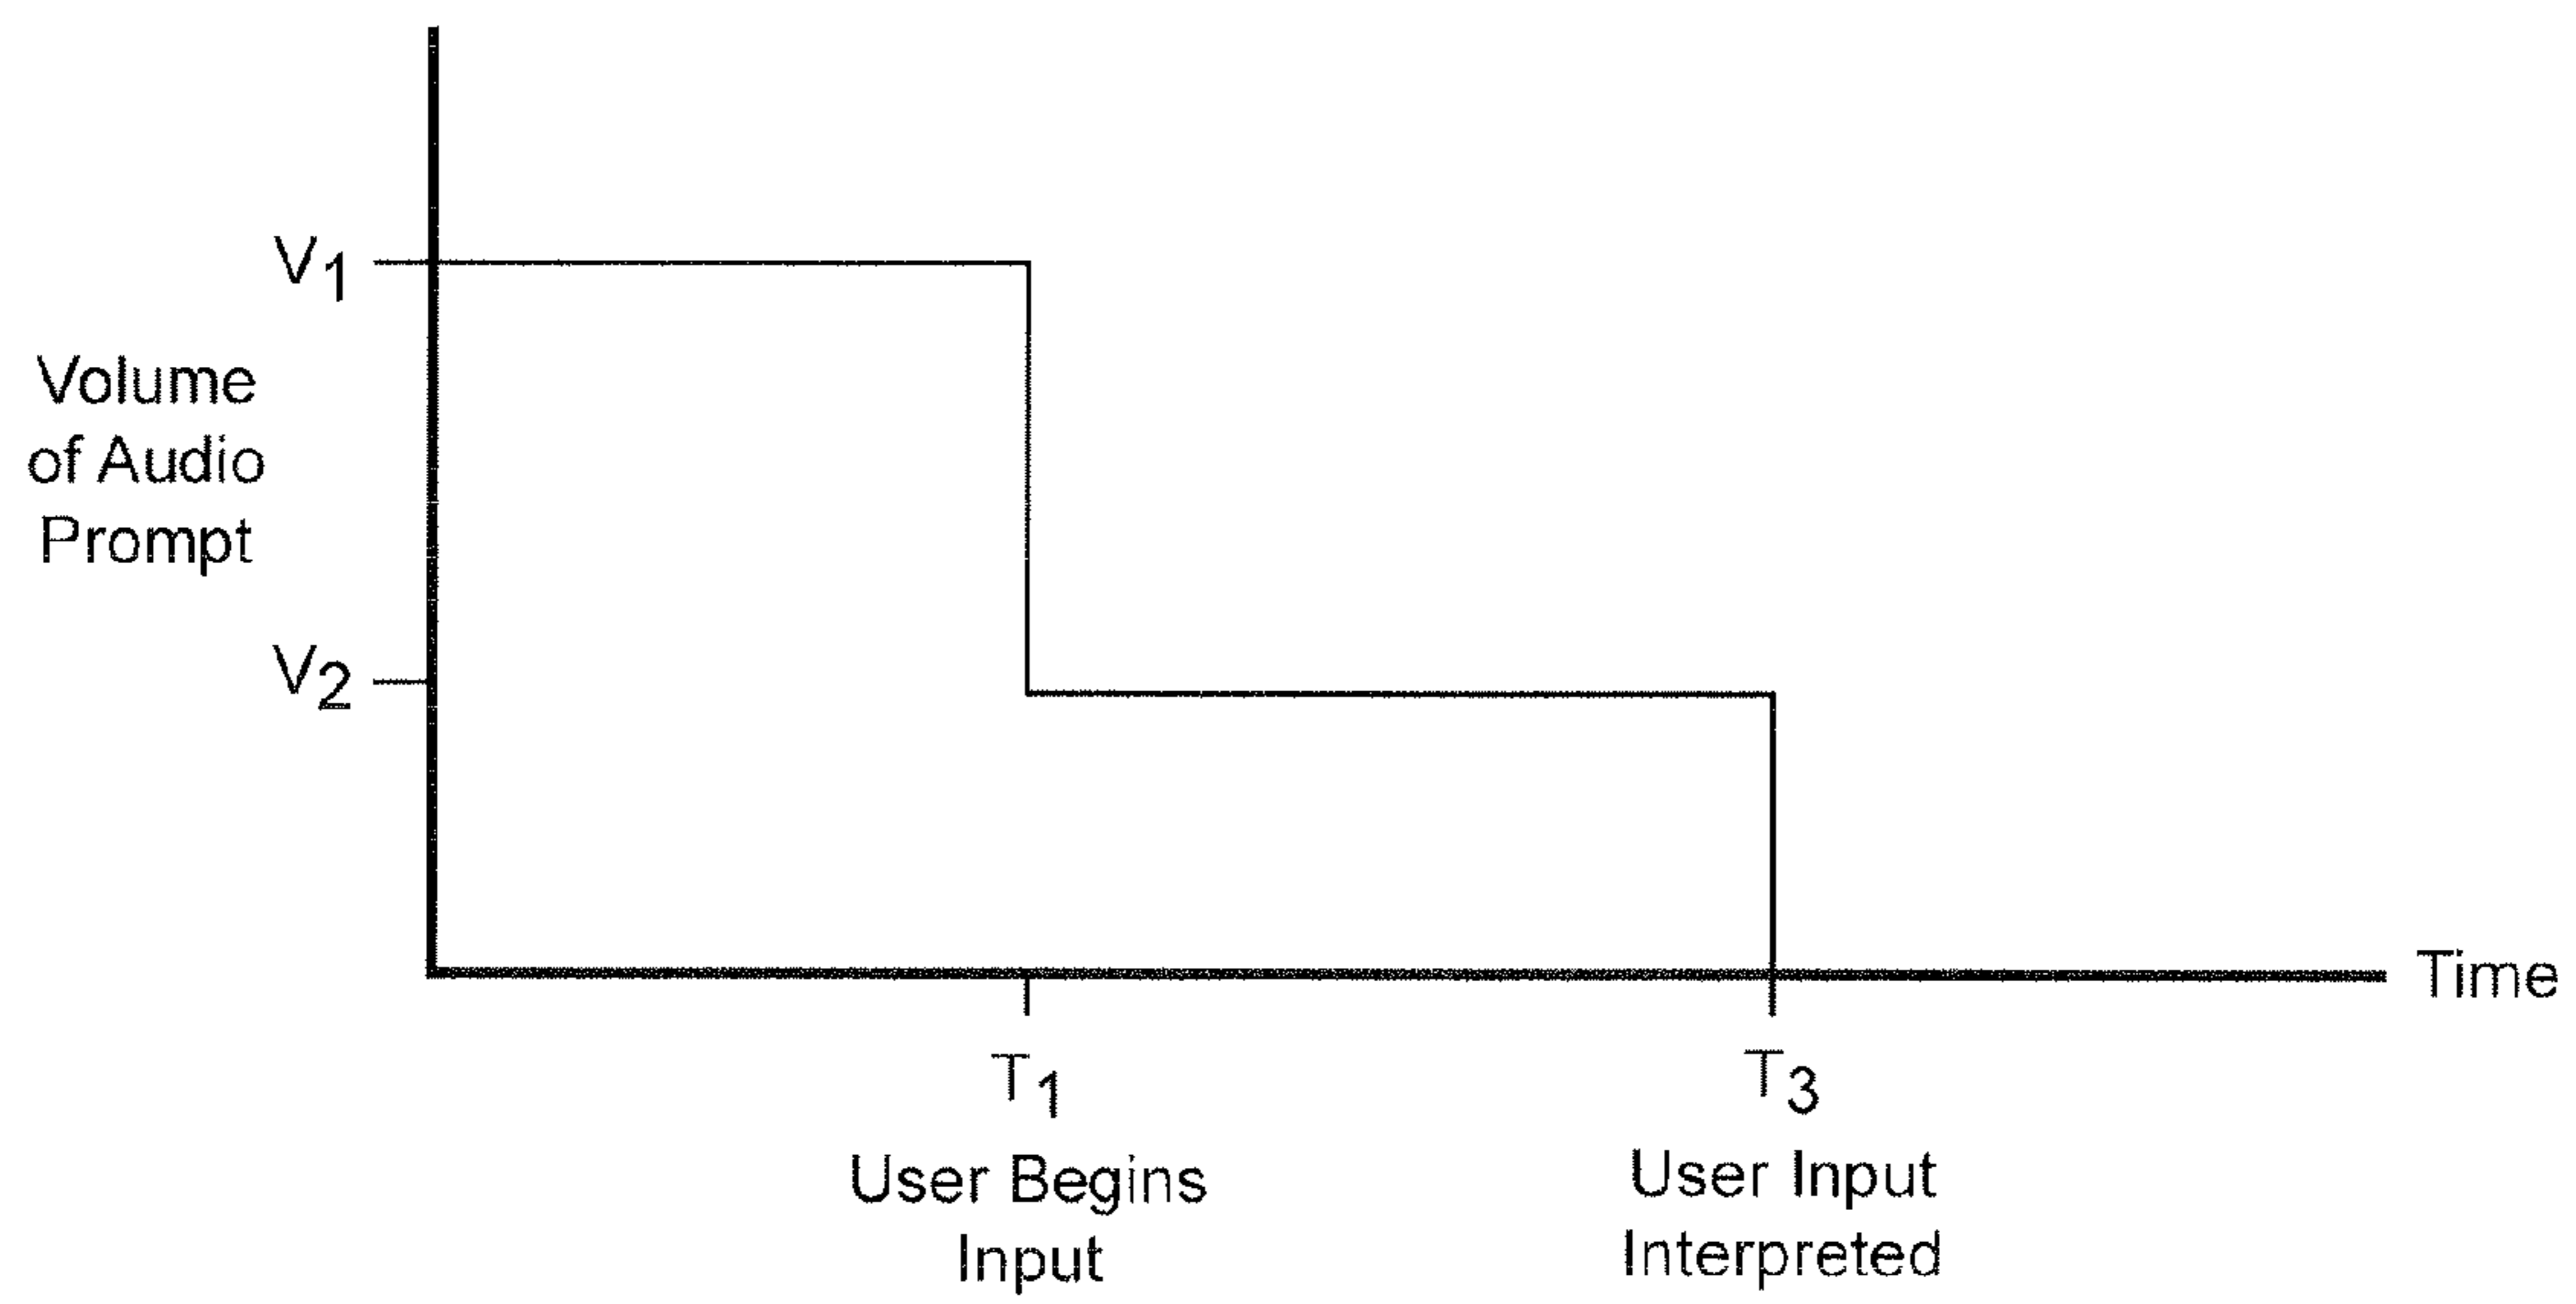 V1
Volume
of Audio
Prompt
V2
Time
T1
User Begins
Input
T3
User Input
Interpreted